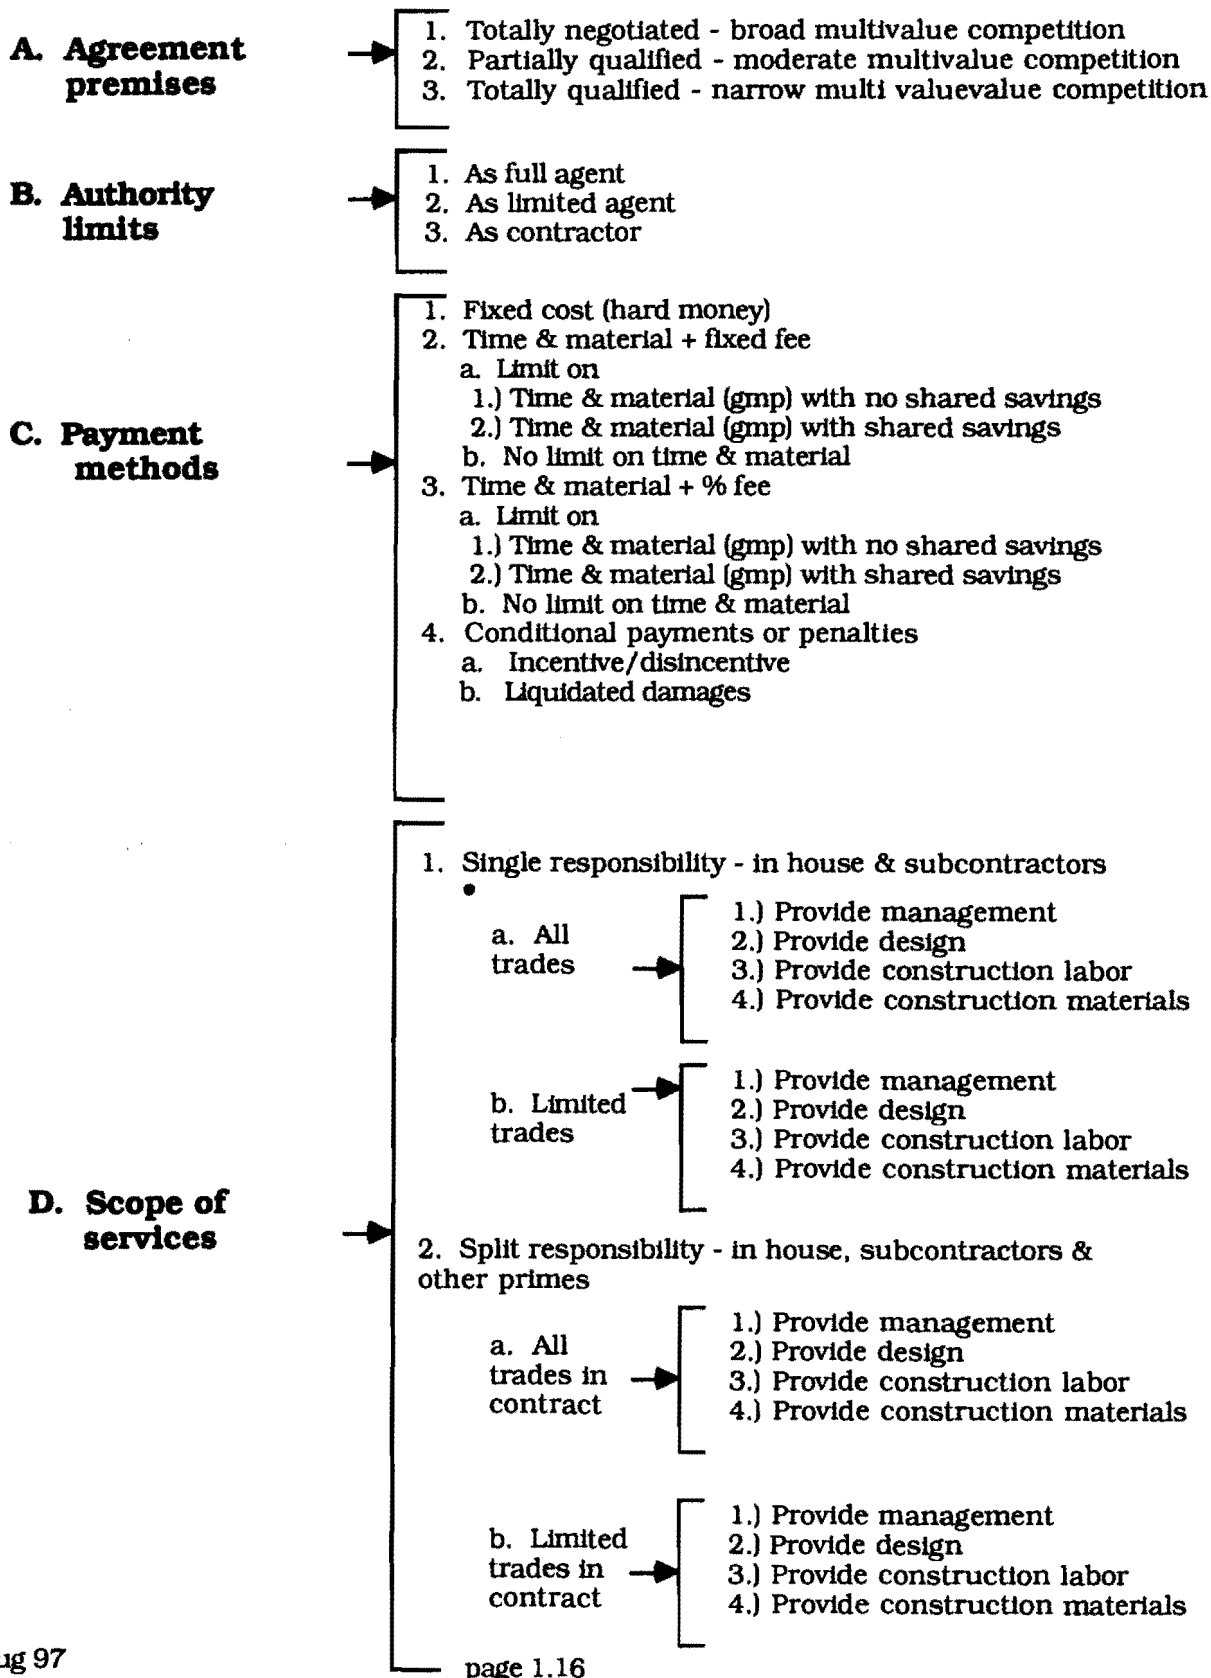 A. Agreement
premises
1. Totally negotiated - broad multivalue competition
2. Partially qualified - moderate multivalue competition
3. Totally qualified - narrow multi valuevalue competition
B. Authority
limits
1. As full agent
2. As limited agent
3. As contractor
C. Payment
methods
1. Fixed cost (hard money)
2. Time & material + fixed fee
a. Limit on
1.) Time & material (gmp) with no shared savings
2.) Time & material (gmp) with shared savings
b. No limit on time & material
3. Time & material + % fee
a. Limit on
1.) Time & material (gmp) with no shared savings
2.) Time & material (gmp) with shared savings
b. No limit on time & material
4. Conditional payments or penalties
a. Incentive/disincentive
b. Liquidated damages
D. Scope of
services
1. Single responsibility - in house & subcontractors
a. All
trades
1.) Provide management
2.) Provide design
3.) Provide construction labor
4.) Provide construction materials
b. Limited
trades
1.) Provide management
2.) Provide design
3.) Provide construction labor
4.) Provide construction materials
2. Split responsibility - in house, subcontractors &
other primes
a. All
trades in
contract
1.) Provide management
2.) Provide design
3.) Provide construction labor
4.) Provide construction materials
b. Limited
trades in
contract
1.) Provide management
2.) Provide design
3.) Provide construction labor
4.) Provide construction materials
ug 97
page 1.16